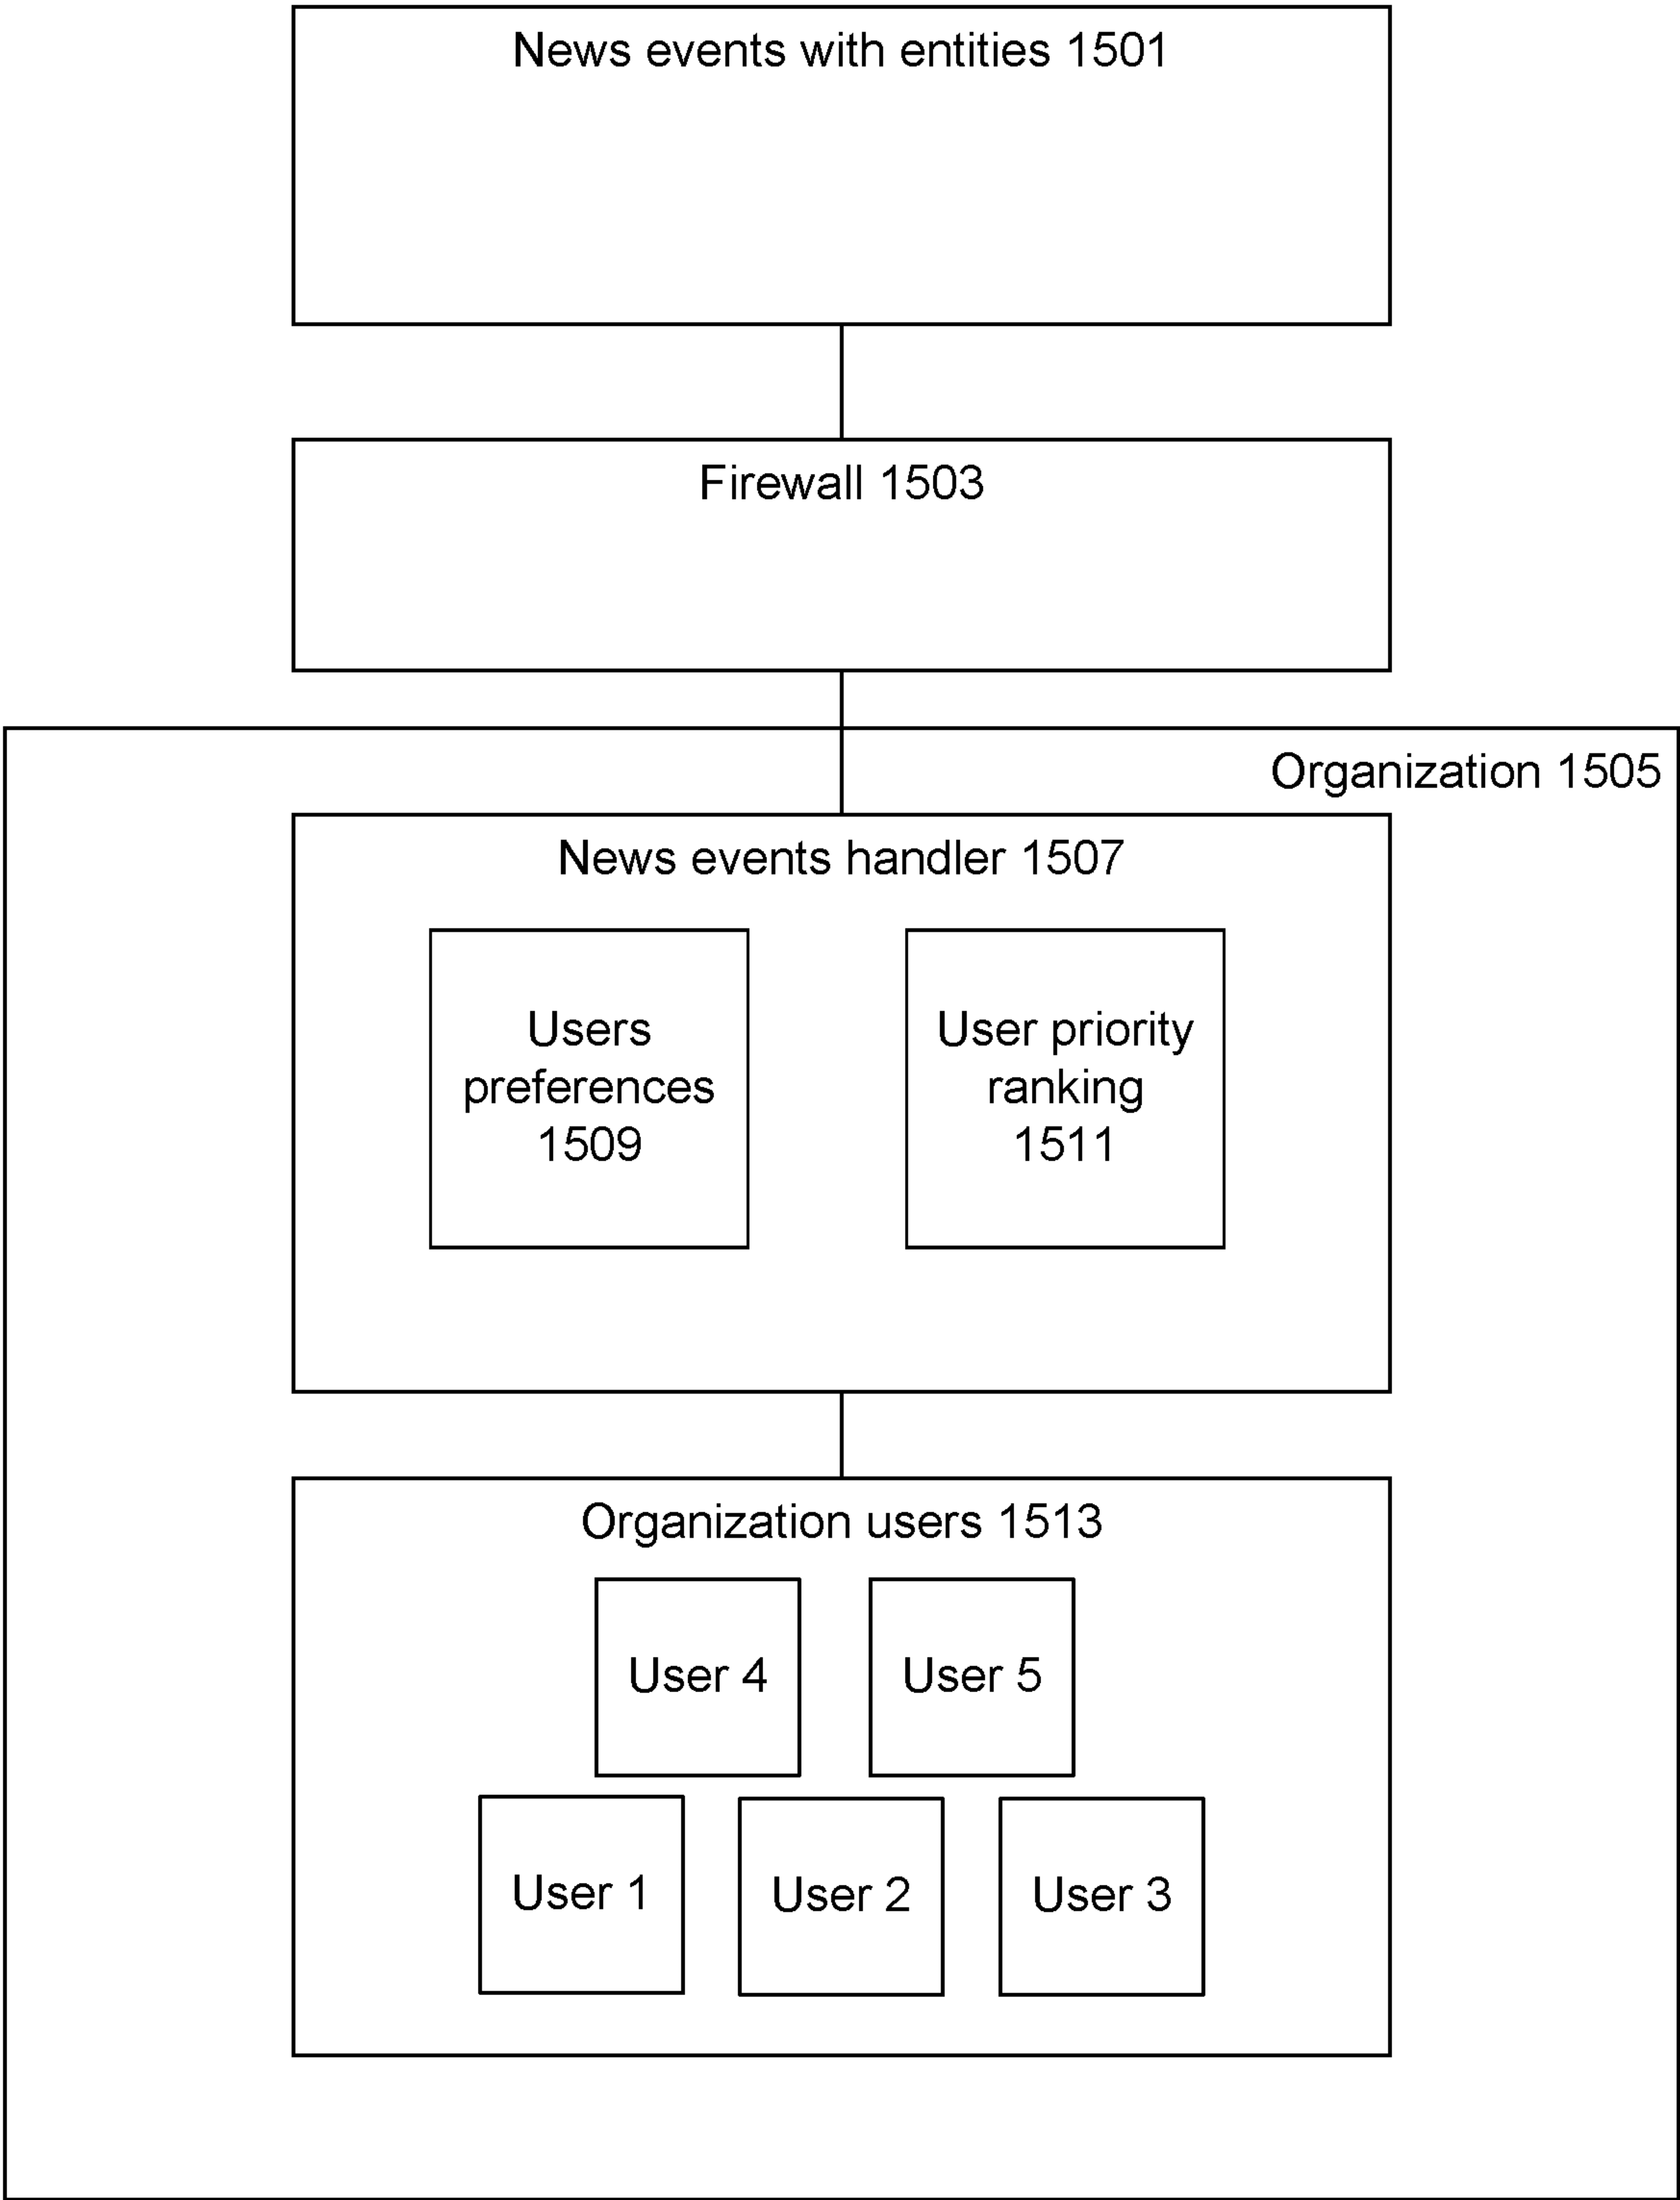 News events with entities 1501
Firewall 1503
Organization 1505
News events handler 1507
Users
preferences
1509
User priority
ranking
1511
Organization users 1513
User 4
User 5
User 1
User 2
User 3